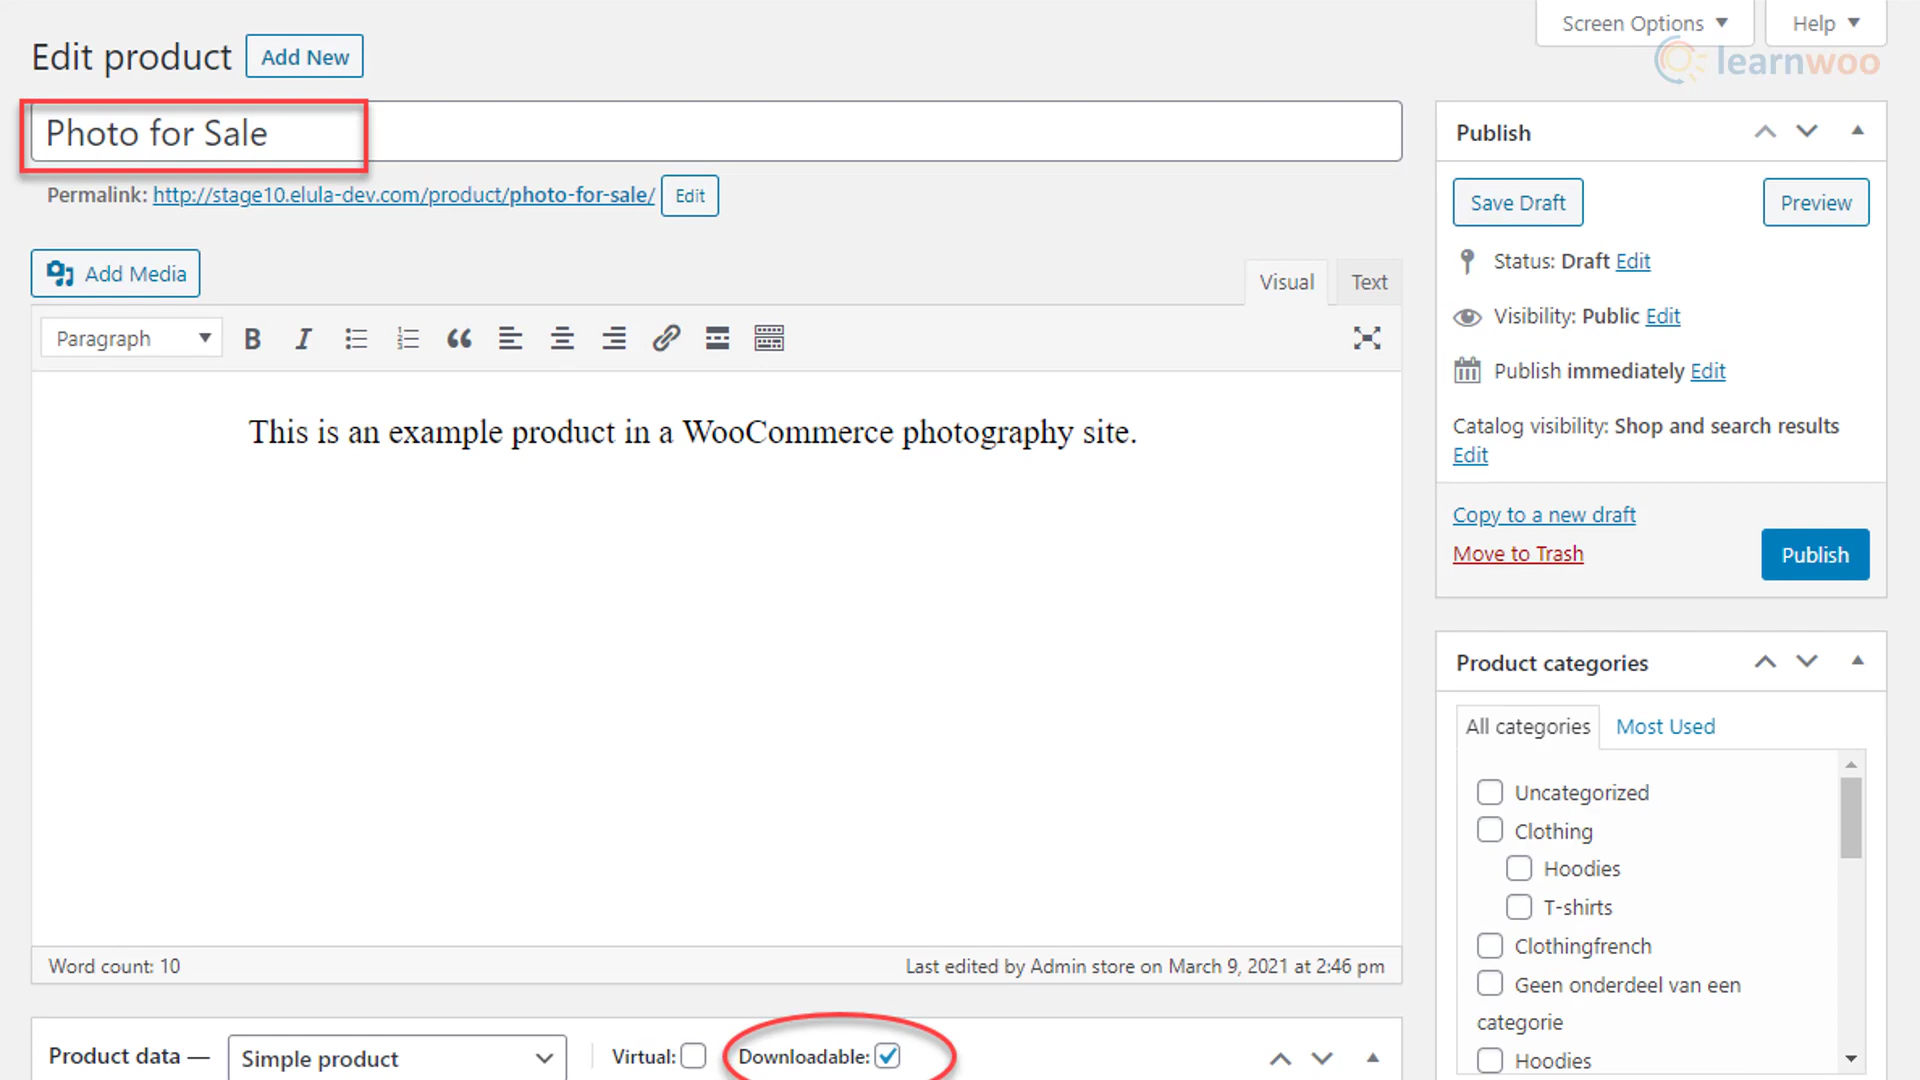 Screen Options
Help
learnwoo
Edit product
Add New
Photo for Sale
Permalink: http://stage10.elula-dev.com/product/photo-for-sale/
Edit
Add Media
Visual
Text
Paragraph
This is an example product in a WooCommerce photography site.
Word count: 10
Last edited by Admin store on March 9, 2021 at 2:46 pm
Product data —
Simple product
Virtual:
Downloadable:
Publish
Save Draft
Preview
Status: Draft Edit
Visibility: Public Edit
Publish immediately Edit
Catalog visibility: Shop and search results
Edit
Copy to a new draft
Move to Trash
Publish
Product categories
All categories
Most Used
Uncategorized
Clothing
Hoodies
T-shirts
Clothingfrench
Geen onderdeel van een
categorie
Hoodies